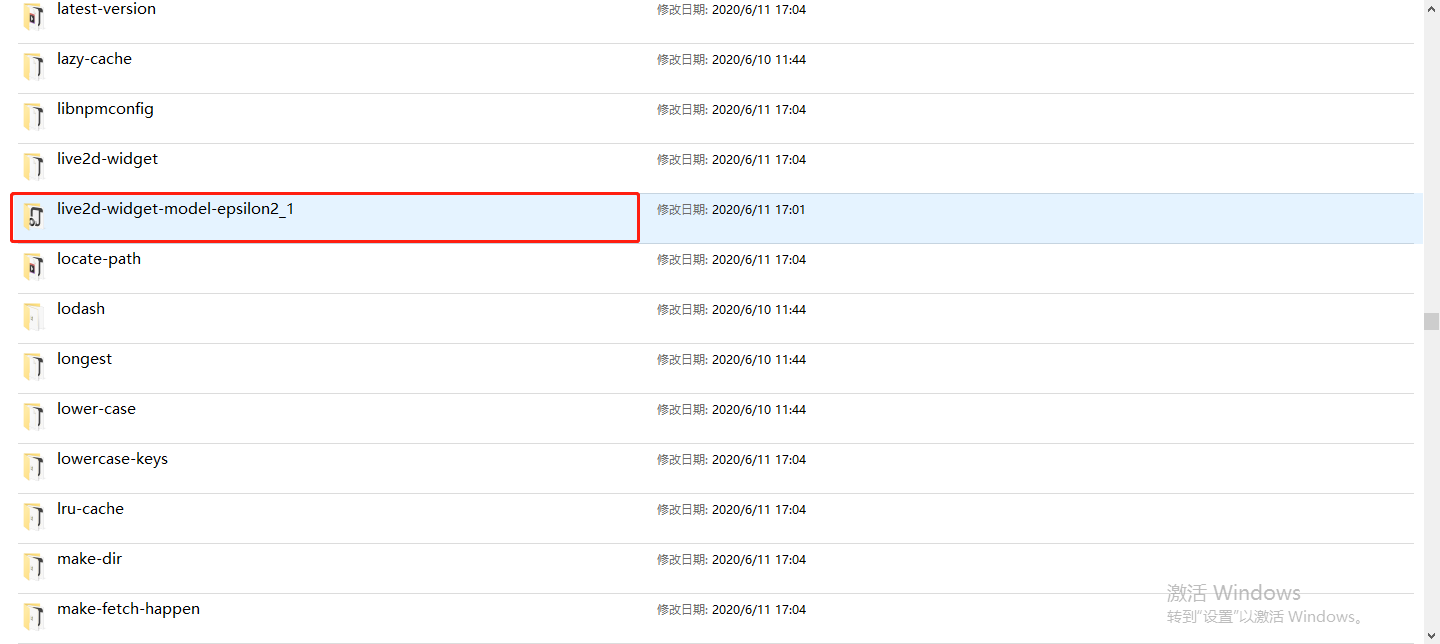 latest-version 修改日期: 2020/6/11 17:04
lazy-cache 修改日期: 2020/6/10 11:44
libnpmconfig 修改日期: 2020/6/11 17:04
live2d-widget 修改日期: 2020/6/11 17:04
live2d-widget-model-epsilon2_1 修改日期: 2020/6/11 17:01
locate-path 修改日期: 2020/6/11 17:04
lodash 修改日期: 2020/6/10 11:44
longest 修改日期: 2020/6/10 11:44
lower-case 修改日期: 2020/6/10 11:44
lowercase-keys 修改日期: 2020/6/11 17:04
lru-cache 修改日期: 2020/6/11 17:04
make-dir 修改日期: 2020/6/11 17:04
make-fetch-happen 修改日期: 2020/6/11 17:04
激活 Windows
转到"设置"以激活 Windows。